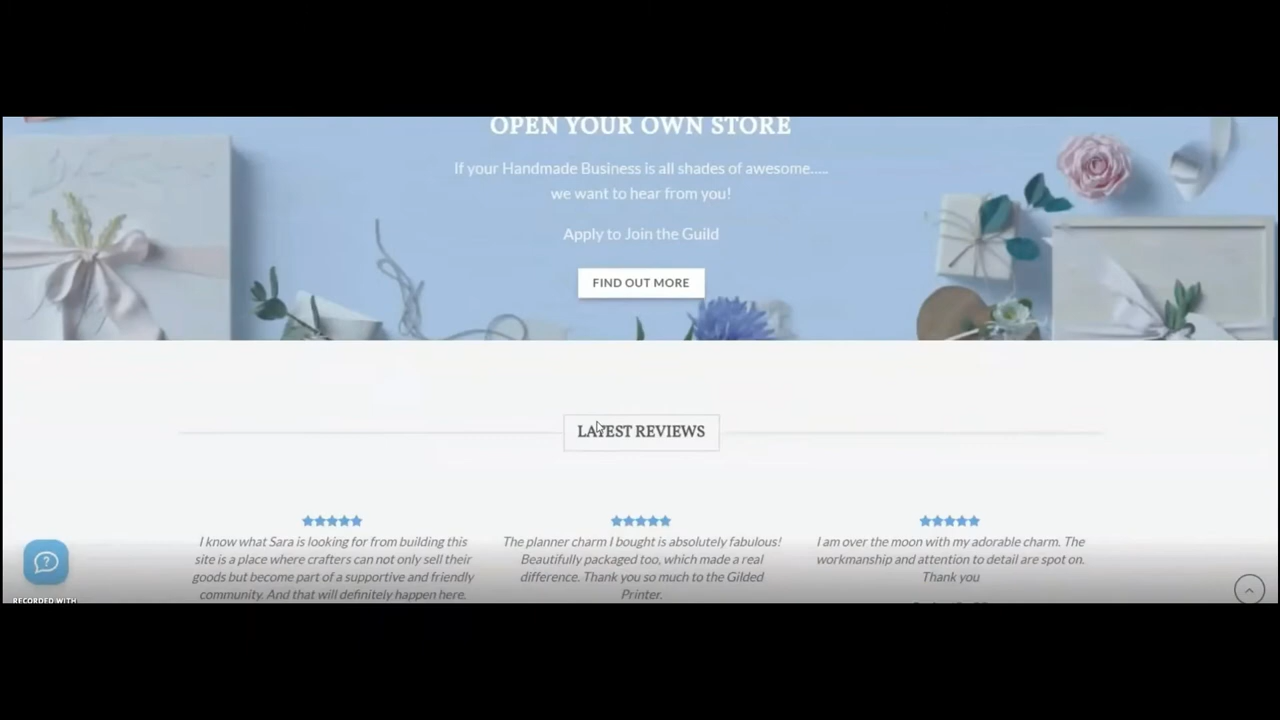 OPEN YOUR OWN STORE
If your Handmade Business is all shades of awesome.....
we want to hear from you!
Apply to Join the Guild
FIND OUT MORE
LATEST REVIEWS
I know what Sara is looking for from building this
site is a place where crafters can not only sell their
goods but become part of a supportive and friendly
community. And that will definitely happen here.
The planner charm I bought is absolutely fabulous!
Beautifully packaged too, which made a real
difference. Thank you so much to the Gilded
Printer.
I am over the moon with my adorable charm. The
workmanship and attention to detail are spot on.
Thank you
RECORDED WITH